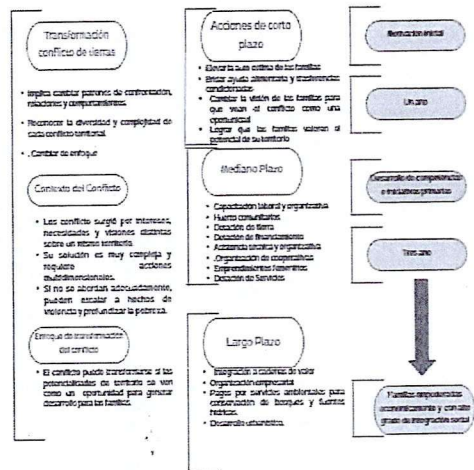 Transformación
conflicto de tierras
• Implica cambiar patrones de confrontación,
relaciones y comportamientos.
• Reconocer la diversidad y complejidad de
cada conflicto territorial.
• . Cambiar de enfoque
Contexto del Conflicto
• Los conflicto surgió por intereses,
necesidades y visiones distintas
sobre un mismo territorio.
• Su solución es muy compleja y
requiere acciones
multidimensionales.
• Si no se abordan adecuadamente,
pueden escalar a hechos de
violencia y profundizar la pobreza.
Enfoque de transformación
del conflicto
• El conflicto puede transformarse si las
potencialidades de territorio se ven
como un oportunidad para generar
desarrollo para las familias.
Acciones de corto
plazo
• Elevar la auto estima de las familias
• Brindar ayuda alimentaria y trasferencias
condicionadas.
• Cambiar la visión de las familias para
que vean el conflicto como una
oportunidad
• Lograr que las familias valoren el
potencial de su territorio
Mediano Plazo
• Capacitación laboral y organizativa
• Huertos comunitarios
• Dotación de tierra
• Dotación de financiamiento
• Asistencia técnica y organizativa
• .Organización de cooperativas
• Emprendimientos femeninos
• Dotación de Servicios
Largo Plazo
• Integración a cadenas de valor
• Organización empresarial
• Pagos por servicios ambientales para
conservación de bosques y fuentes
hídricas.
• Desarrollo urbanístico.
Motivación inicial
Un año
Desarrollo de competencias
e iniciativas primarias
Tres año
Familias empoderadas
económicamente y con alto
grado de integración social